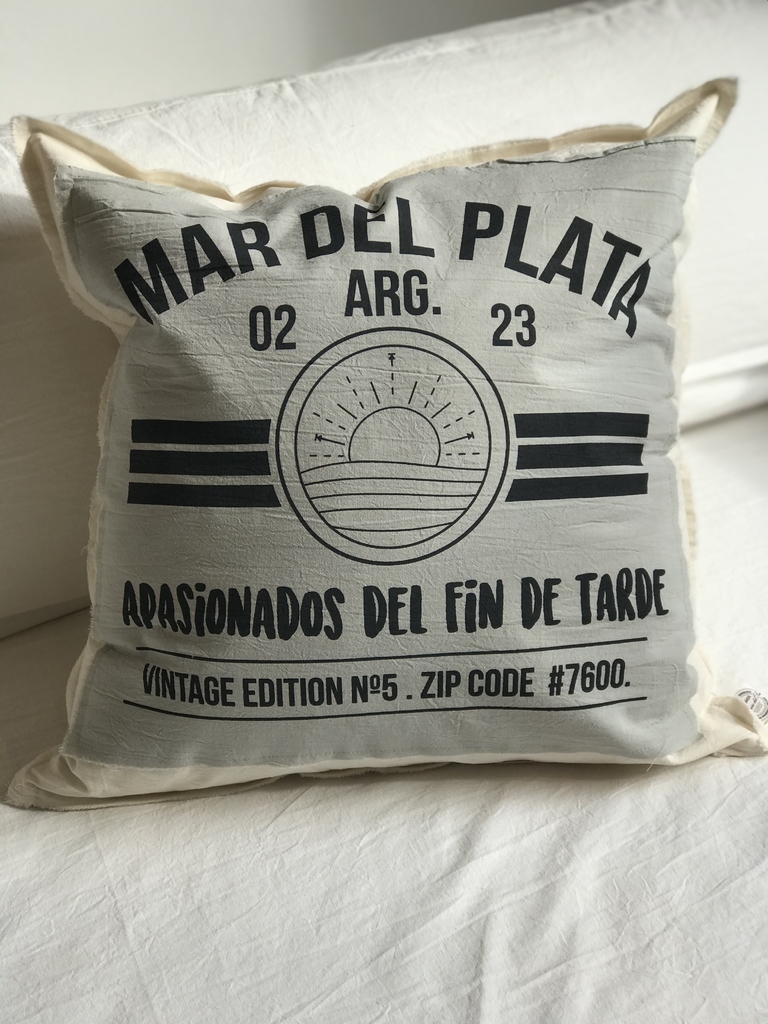 MAR DEL PLATA
ARG.
02 23
APASiONADOS DEL FiN DE TARDE
VINTAGE EDITION Nº5 . ZIP CODE #7600.